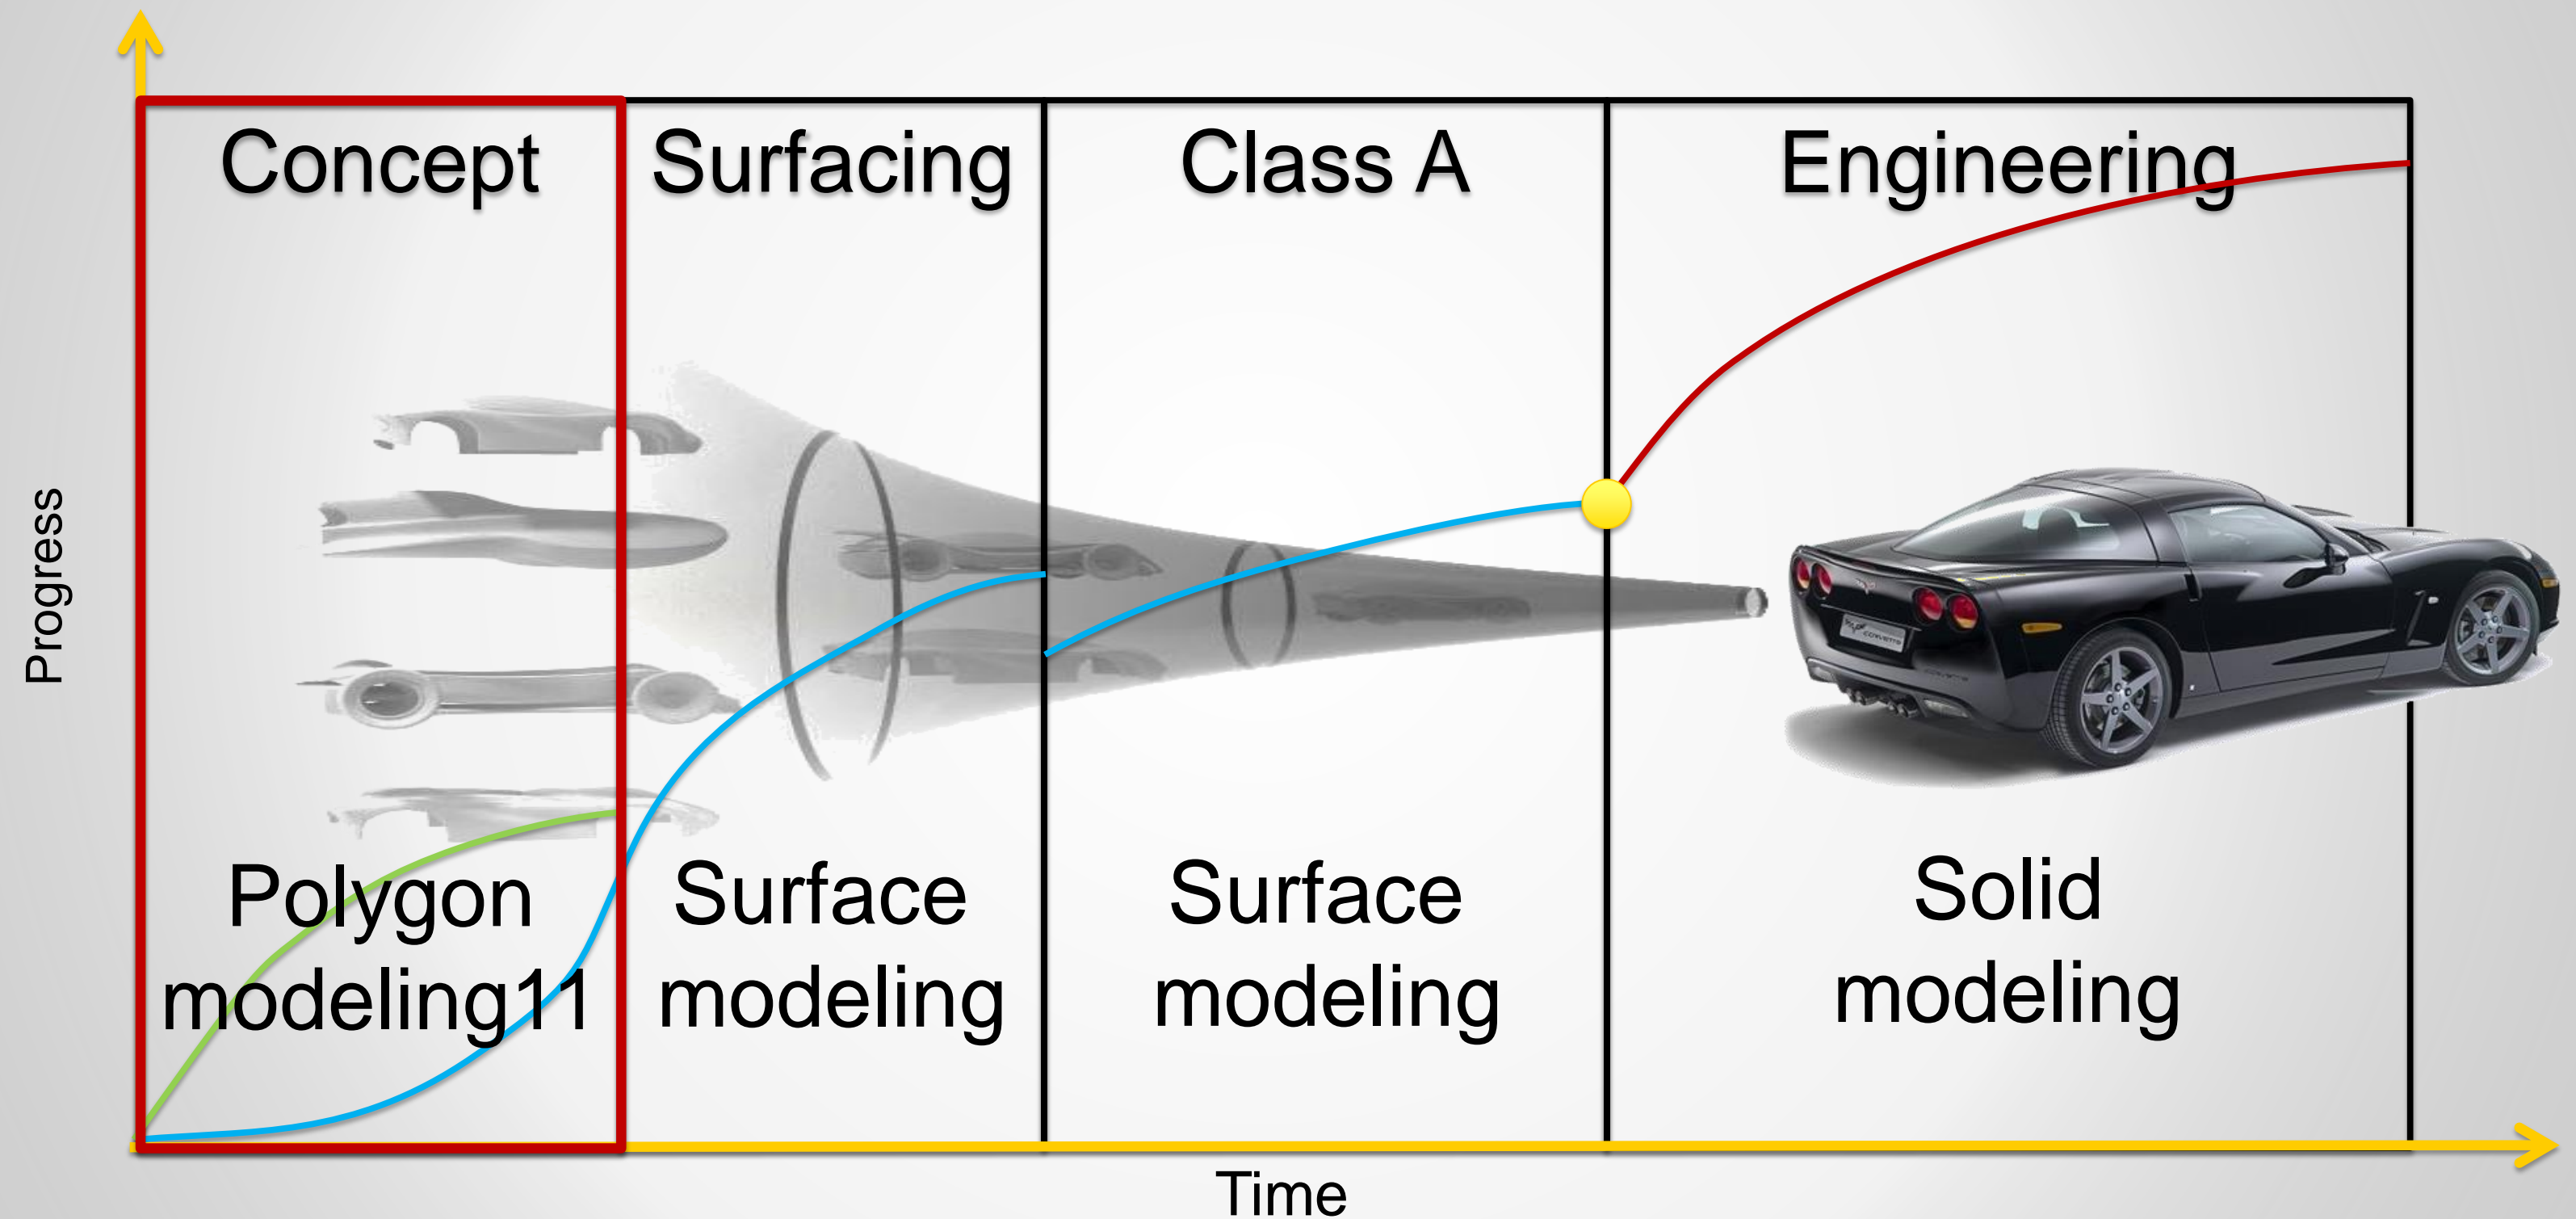 Concept
Surfacing
Class A
Engineering
Progress
Polygon
modeling11
Surface
modeling
Surface
modeling
Solid
modeling
Time